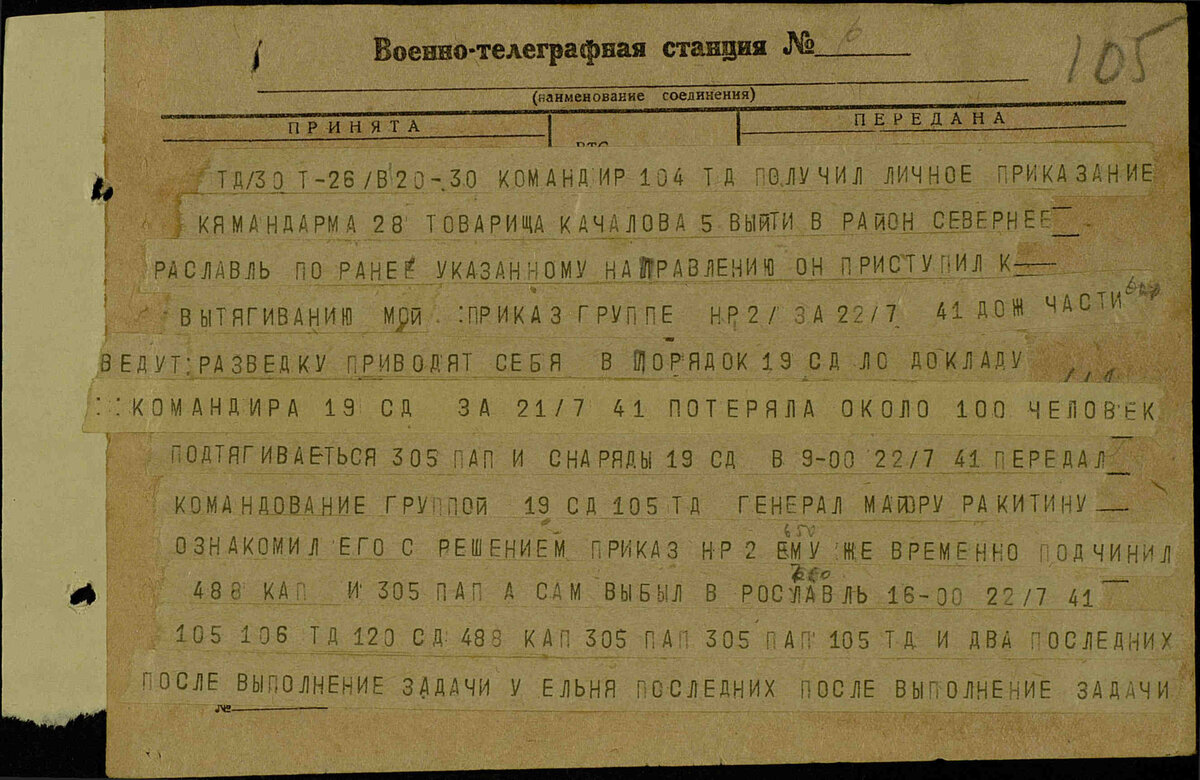 Военно-телеграфная станция № 6
105
(наименование соединения)
ПРИНЯТА
ПЕРЕДАНА
ТД/30 Т-26/В20-30 КОМАНДИР 104 ТД ПОЛУЧИЛ ЛИЧНОЕ ПРИКАЗАНИЕ
КЯМАНДАРМА 28 ТОВАРИЩА КАЧАЛОВА 5 ВЫЙТИ В РАЙОН СЕВЕРНЕЕ
РАСЛАВЛЬ ПО РАНЕЕ УКАЗАННОМУ НАПРАВЛЕНИЮ ОН ПРИСТУПИЛ К
ВЫТЯГИВАНИЮ МОЙ :ПРИКАЗ ГРУППЕ НР2/ ЗА 22/7 41 ДОЖ ЧАСТИ
ВЕДУТ:РАЗВЕДКУ ПРИВОДЯТ СЕБЯ В ПОРЯДОК 19 СД ЛО ДОКЛАДУ
::КОМАНДИРА 19 СД ЗА 21/7 41 ПОТЕРЯЛА ОКОЛО 100 ЧЕЛОВЕК
ПОДТЯГИВАЕТЬСЯ 305 ПАП И СНАРЯДЫ 19 СД В 9-00 22/7 41 ПЕРЕДАЛ
КОМАНДОВАНИЕ ГРУППОЙ 19 СД 105 ТД ГЕНЕРАЛ МАЙОРУ РАКИТИНУ
650
ОЗНАКОМИЛ ЕГО С РЕШЕНИЕМ ПРИКАЗ НР 2 ЕМУ ЖЕ ВРЕМЕННО ПОДЧИНИЛ
488 КАП И 305 ПАП А САМ ВЫБЫЛ В РОСЛАВЛЬ 16-00 22/7 41
105 106 ТД 120 СД 488 КАП 305 ПАП 305 ПАП 105 ТД И ДВА ПОСЛЕДНИХ
ПОСЛЕ ВЫПОЛНЕНИЕ ЗАДАЧИ У ЕЛЬНЯ ПОСЛЕДНИХ ПОСЛЕ ВЫПОЛНЕНИЕ ЗАДАЧИ
№